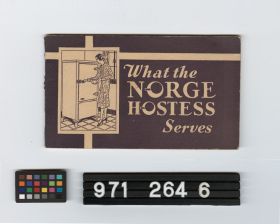 What the
NORGE
HOSTESS
Serves
971 264 6